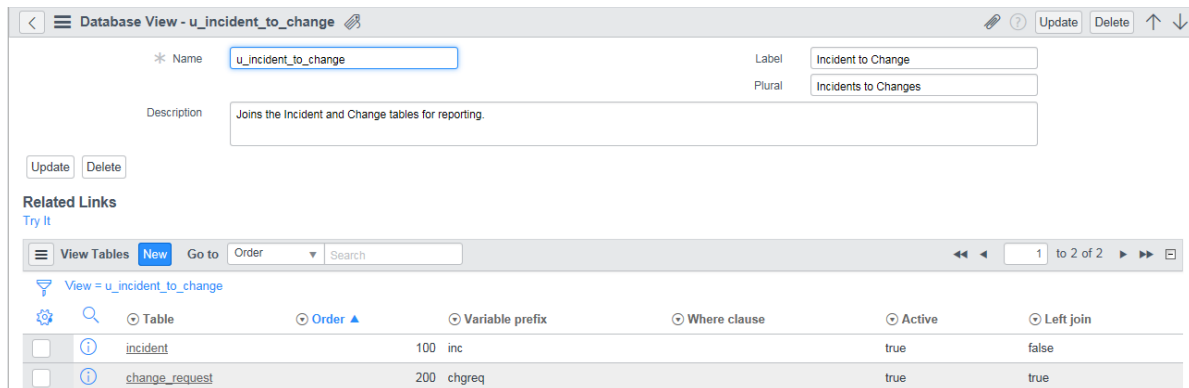 Database View - u_incident_to_change Update Delete
Name u_incident_to_change Label Incident to Change
Plural Incidents to Changes
Description Joins the Incident and Change tables for reporting.
Update Delete
Related Links
Try It
View Tables New Go to Order Search 1 to 2 of 2
View = u_incident_to_change
Table Order Variable prefix Where clause Active Left join
incident 100 inc true false
change_request 200 chgreq true true